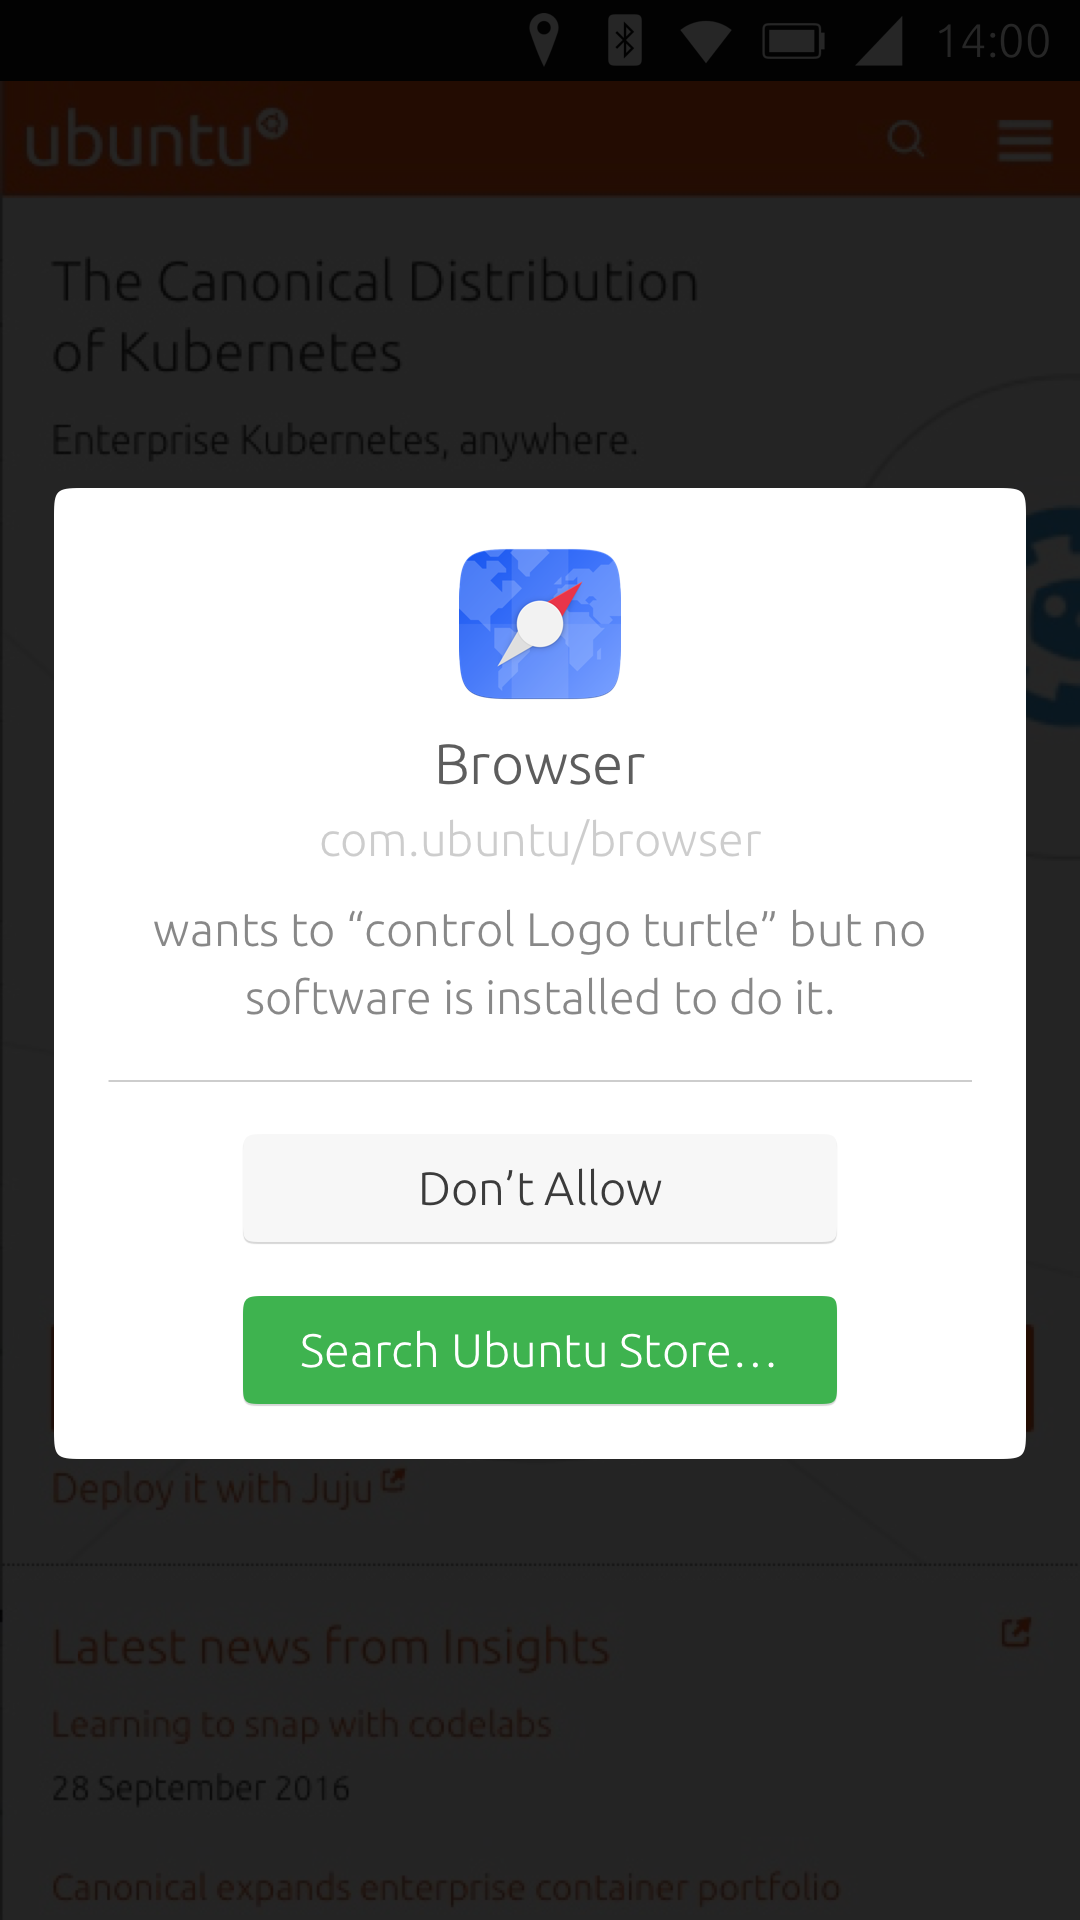 14:00
ubuntu
The Canonical Distribution
of Kubernetes
Enterprise Kubernetes, anywhere.
Browser
com.ubuntu/browser
wants to “control Logo turtle” but no
software is installed to do it.
Don’t Allow
Search Ubuntu Store…
Deploy it with Juju
Latest news from Insights
Learning to snap with codelabs
28 September 2016
Canonical expands enterprise container portfolio